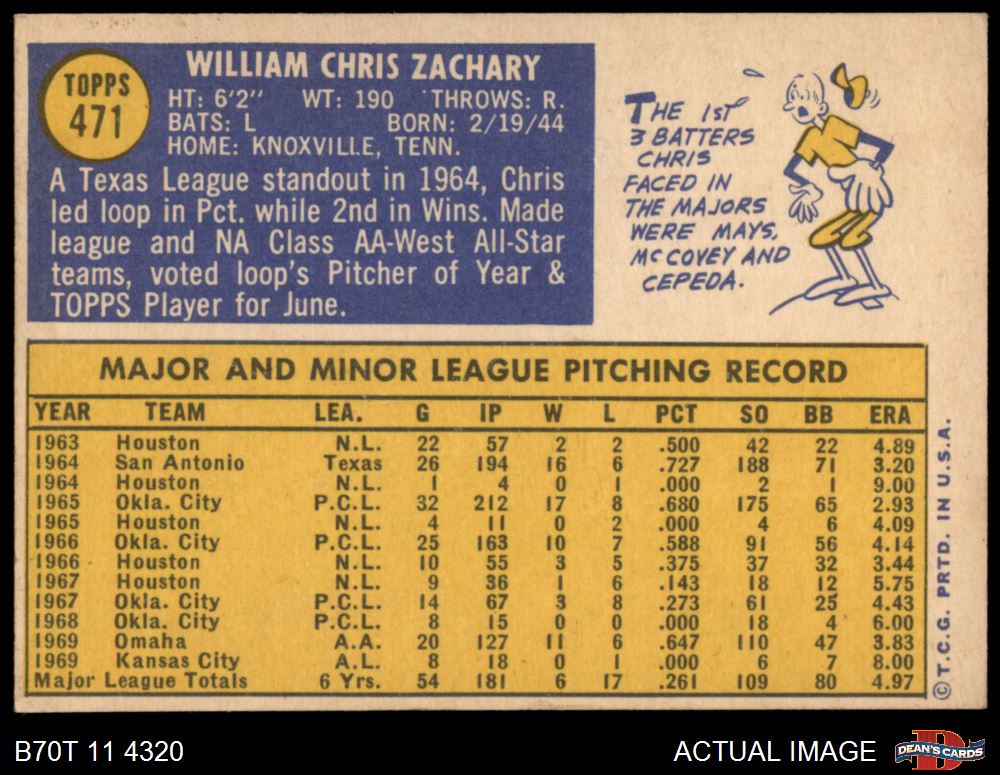 TOPPS
471
WILLIAM CHRIS ZACHARY
HT: 6'2" WT: 190 THROWS: R.
BATS: L BORN: 2/19/44
HOME: KNOXVILLE, TENN.
A Texas League standout in 1964, Chris
led loop in Pct. while 2nd in Wins. Made
league and NA Class AA-West All-Star
teams, voted loop's Pitcher of Year &
TOPPS Player for June.
THE 1st
3 BATTERS
CHRIS
FACED IN
THE MAJORS
WERE MAYS,
McCOVEY AND
CEPEDA.
MAJOR AND MINOR LEAGUE PITCHING RECORD
YEAR TEAM LEA. G IP W L PCT SO BB ERA
1963 Houston N.L. 22 57 2 2 .500 42 22 4.89
1964 San Antonio Texas 26 194 16 6 .727 188 71 3.20
1964 Houston N.L. 1 4 0 1 .000 2 1 9.00
1965 Okla. City P.C.L. 32 212 17 8 .680 175 65 2.93
1965 Houston N.L. 4 11 0 2 .000 4 6 4.09
1966 Okla. City P.C.L. 25 163 10 7 .588 91 56 4.14
1966 Houston N.L. 10 55 3 5 .375 37 32 3.44
1967 Houston N.L. 9 36 1 6 .143 18 12 5.75
1967 Okla. City P.C.L. 14 67 3 8 .273 61 25 4.43
1968 Okla. City P.C.L. 8 15 0 0 .000 18 4 6.00
1969 Omaha A.A. 20 127 11 6 .647 110 47 3.83
1969 Kansas City A.L. 8 18 0 1 .000 6 7 8.00
Major League Totals 6 Yrs. 54 181 6 17 .261 109 80 4.97
© T.C.G. PRTD. IN U.S.A.
B70T 11 4320
ACTUAL IMAGE
D
DEAN'S CARDS